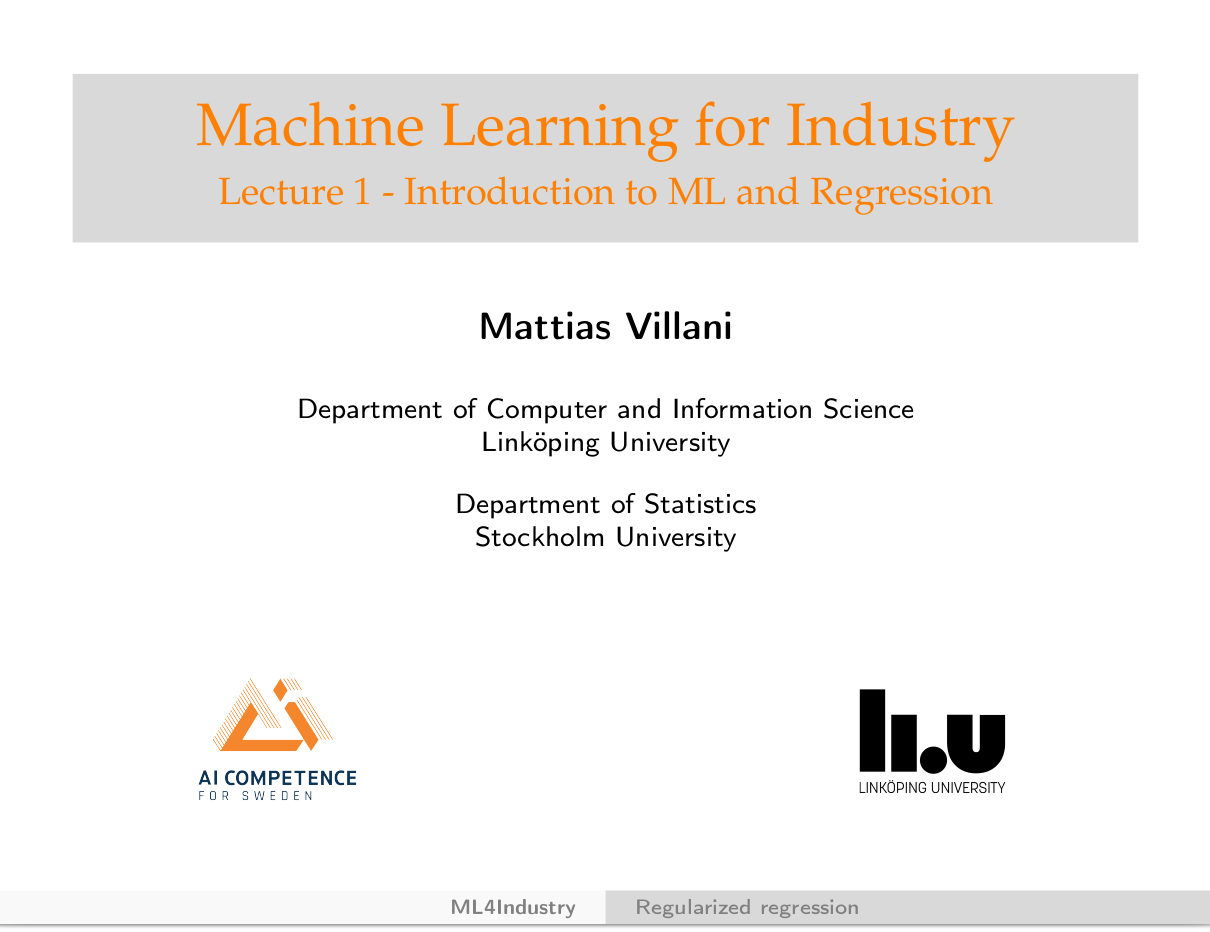 Machine Learning for Industry
Lecture 1 - Introduction to ML and Regression
Mattias Villani
Department of Computer and Information Science
Linköping University
Department of Statistics
Stockholm University
AI COMPETENCE
FOR SWEDEN
li.u
LINKÖPING UNIVERSITY
ML4Industry
Regularized regression